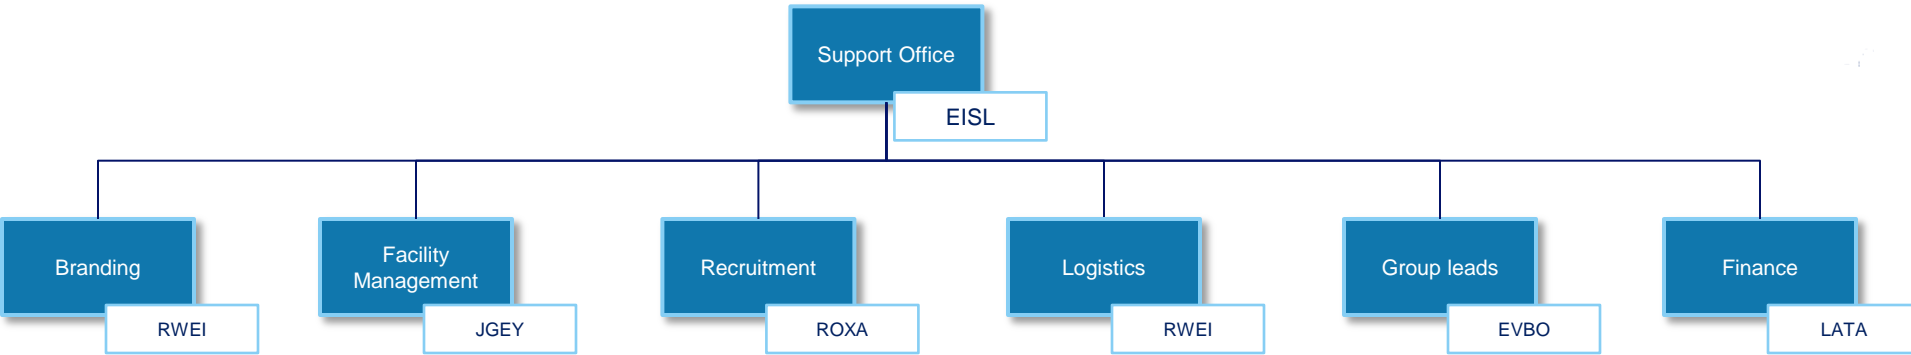 Support Office
EISL
Branding
RWEI
Facility
Management
JGEY
Recruitment
ROXA
Logistics
RWEI
Group leads
EVBO
Finance
LATA